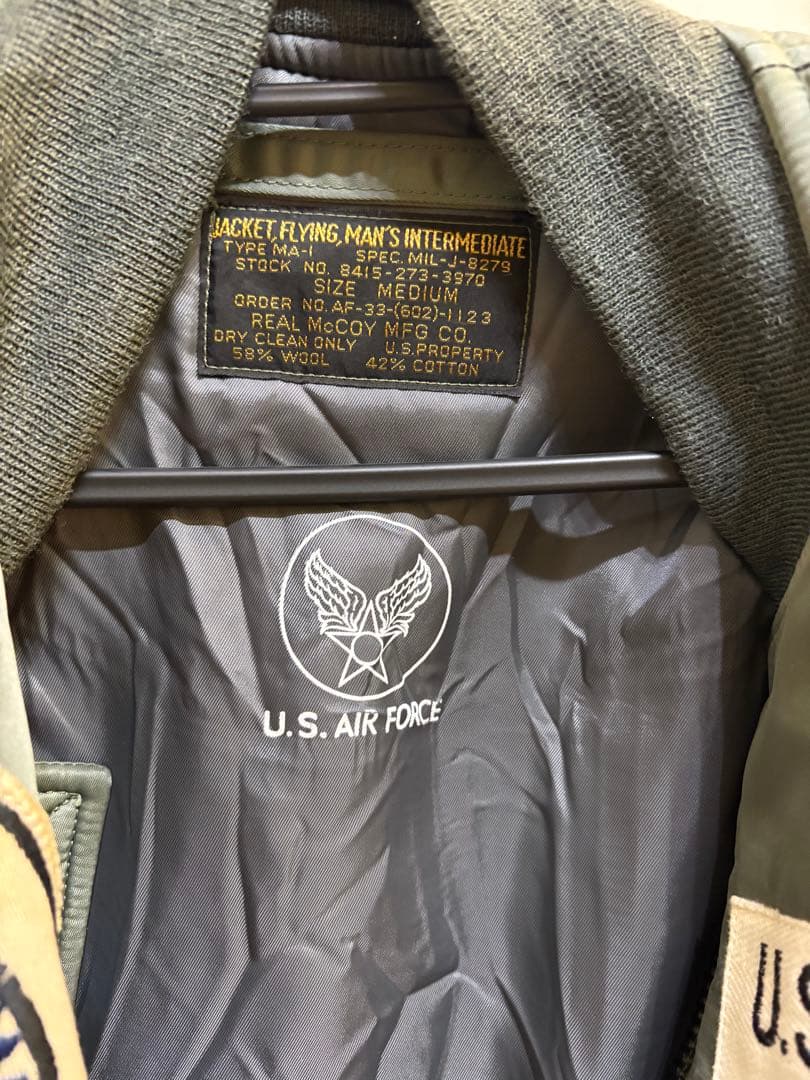 JACKET, FLYING, MAN'S INTERMEDIATE
TYPE MA-1 SPEC. MIL-J-8279
STOCK NO. 8415-273-3970
SIZE MEDIUM
ORDER NO. AF-33-(602)-1123
REAL McCOY MFG CO.
DRY CLEAN ONLY U.S. PROPERTY
58% WOOL 42% COTTON
U.S. AIR FORCE
U.S